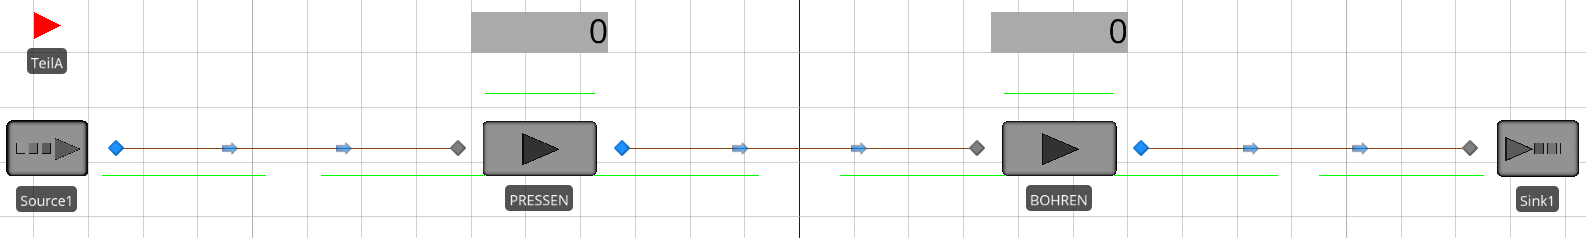 0
0
TeilA
Source1
PRESSEN
BOHREN
Sink1